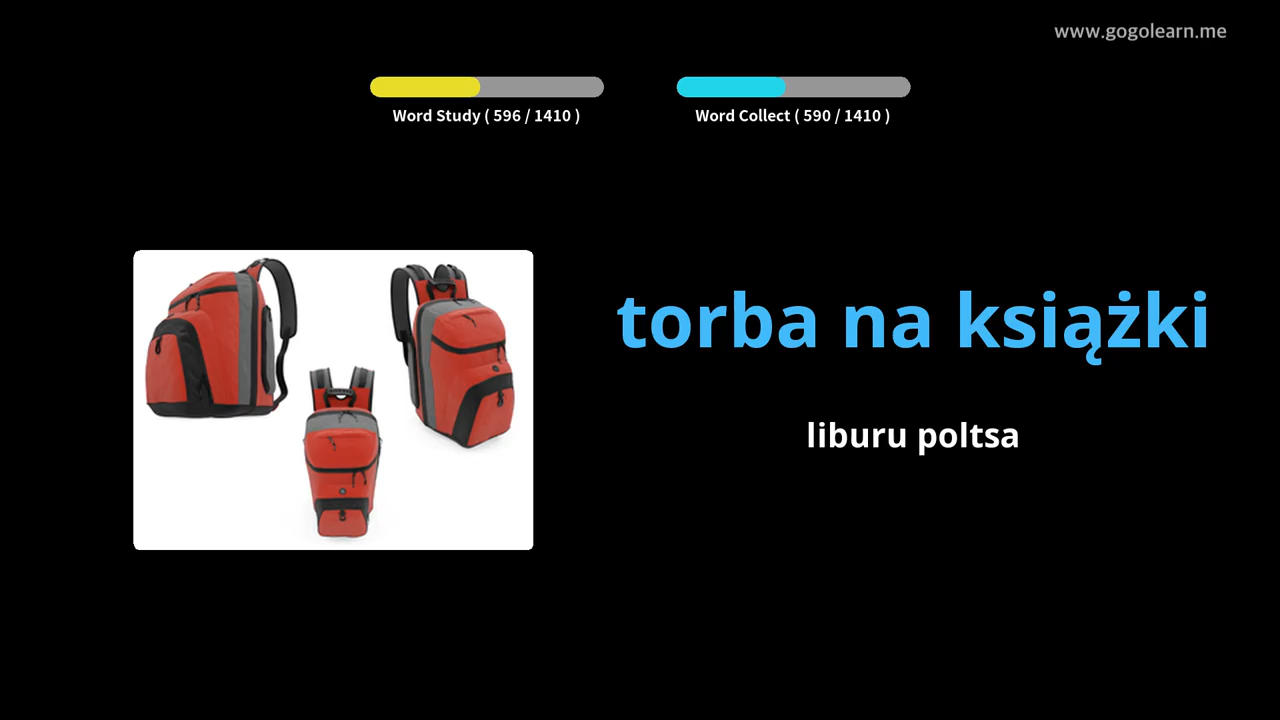 www.gogolearn.me
Word Study ( 596 / 1410 )
Word Collect ( 590 / 1410 )
torba na książki
liburu poltsa